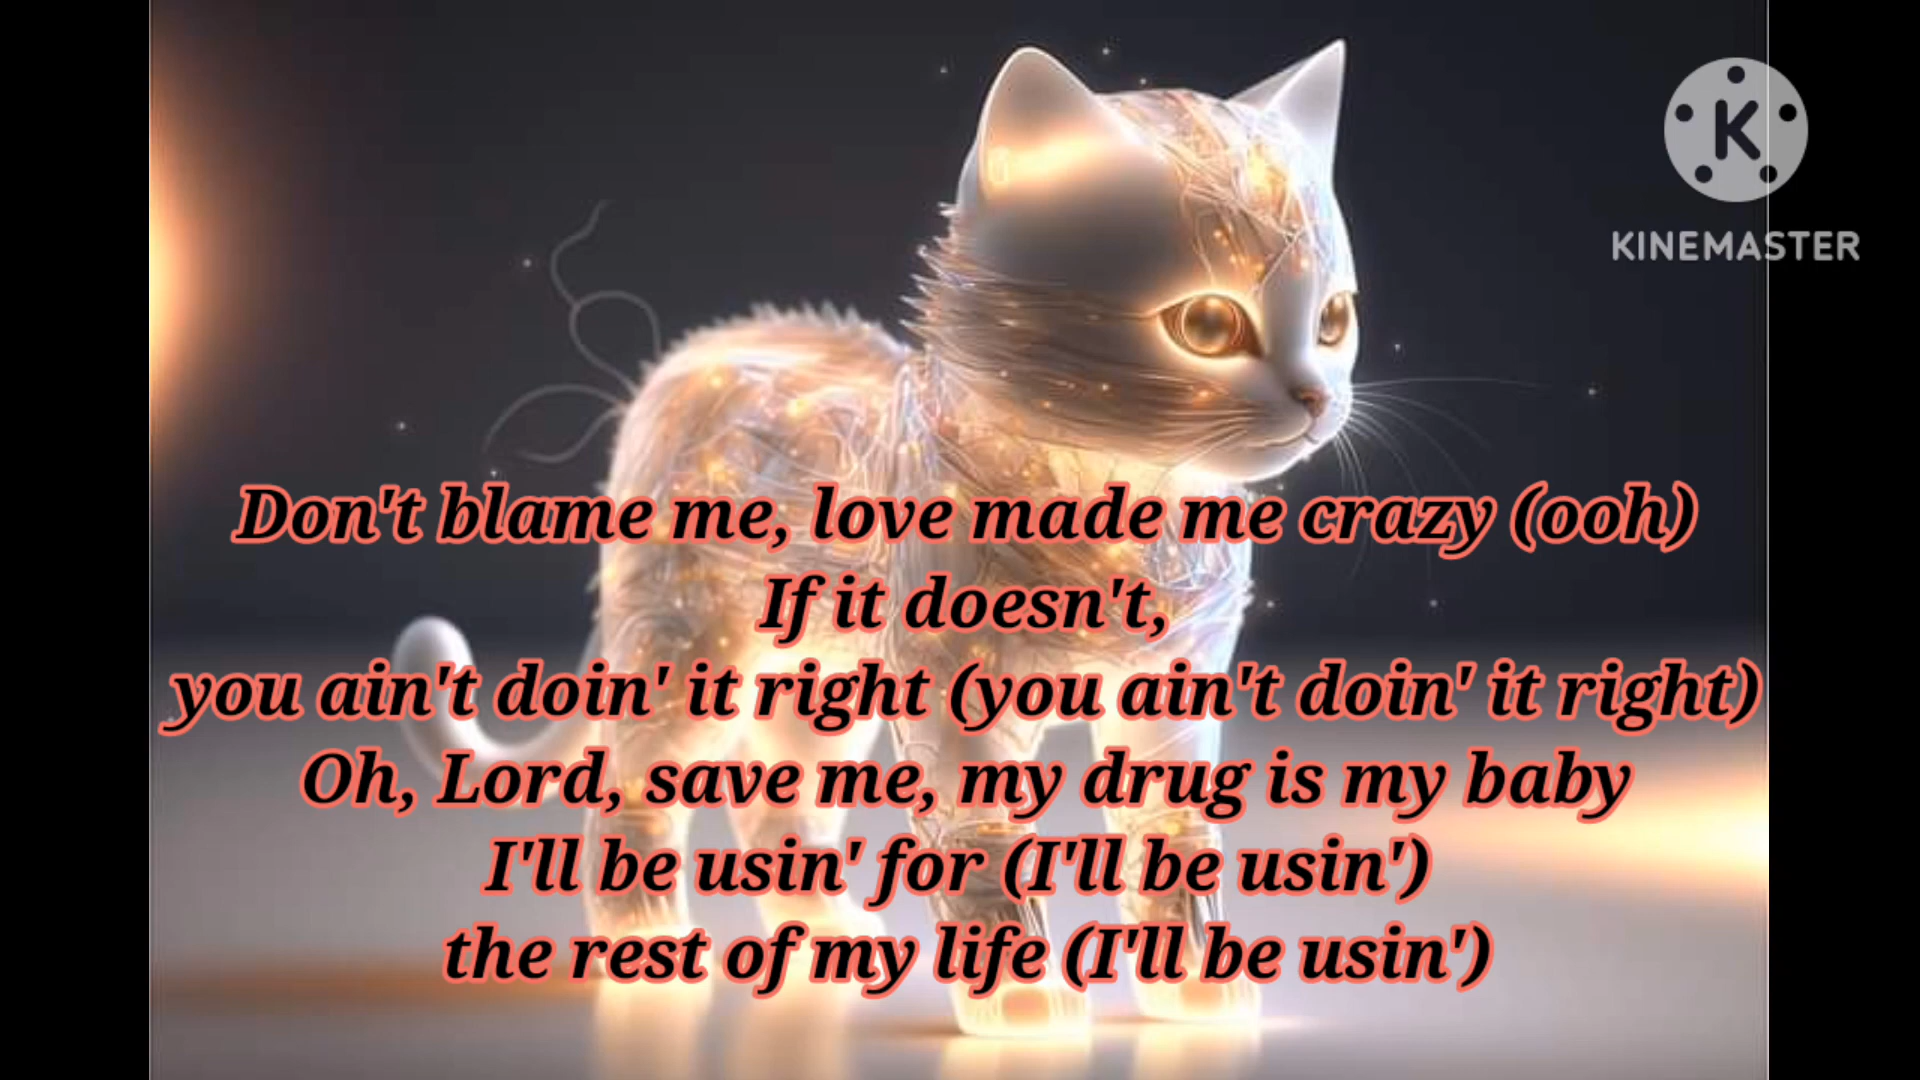 K
KINEMASTER
Don't blame me, love made me crazy (ooh)
If it doesn't,
you ain't doin' it right (you ain't doin' it right)
Oh, Lord, save me, my drug is my baby
I'll be usin' for (I'll be usin')
the rest of my life (I'll be usin')